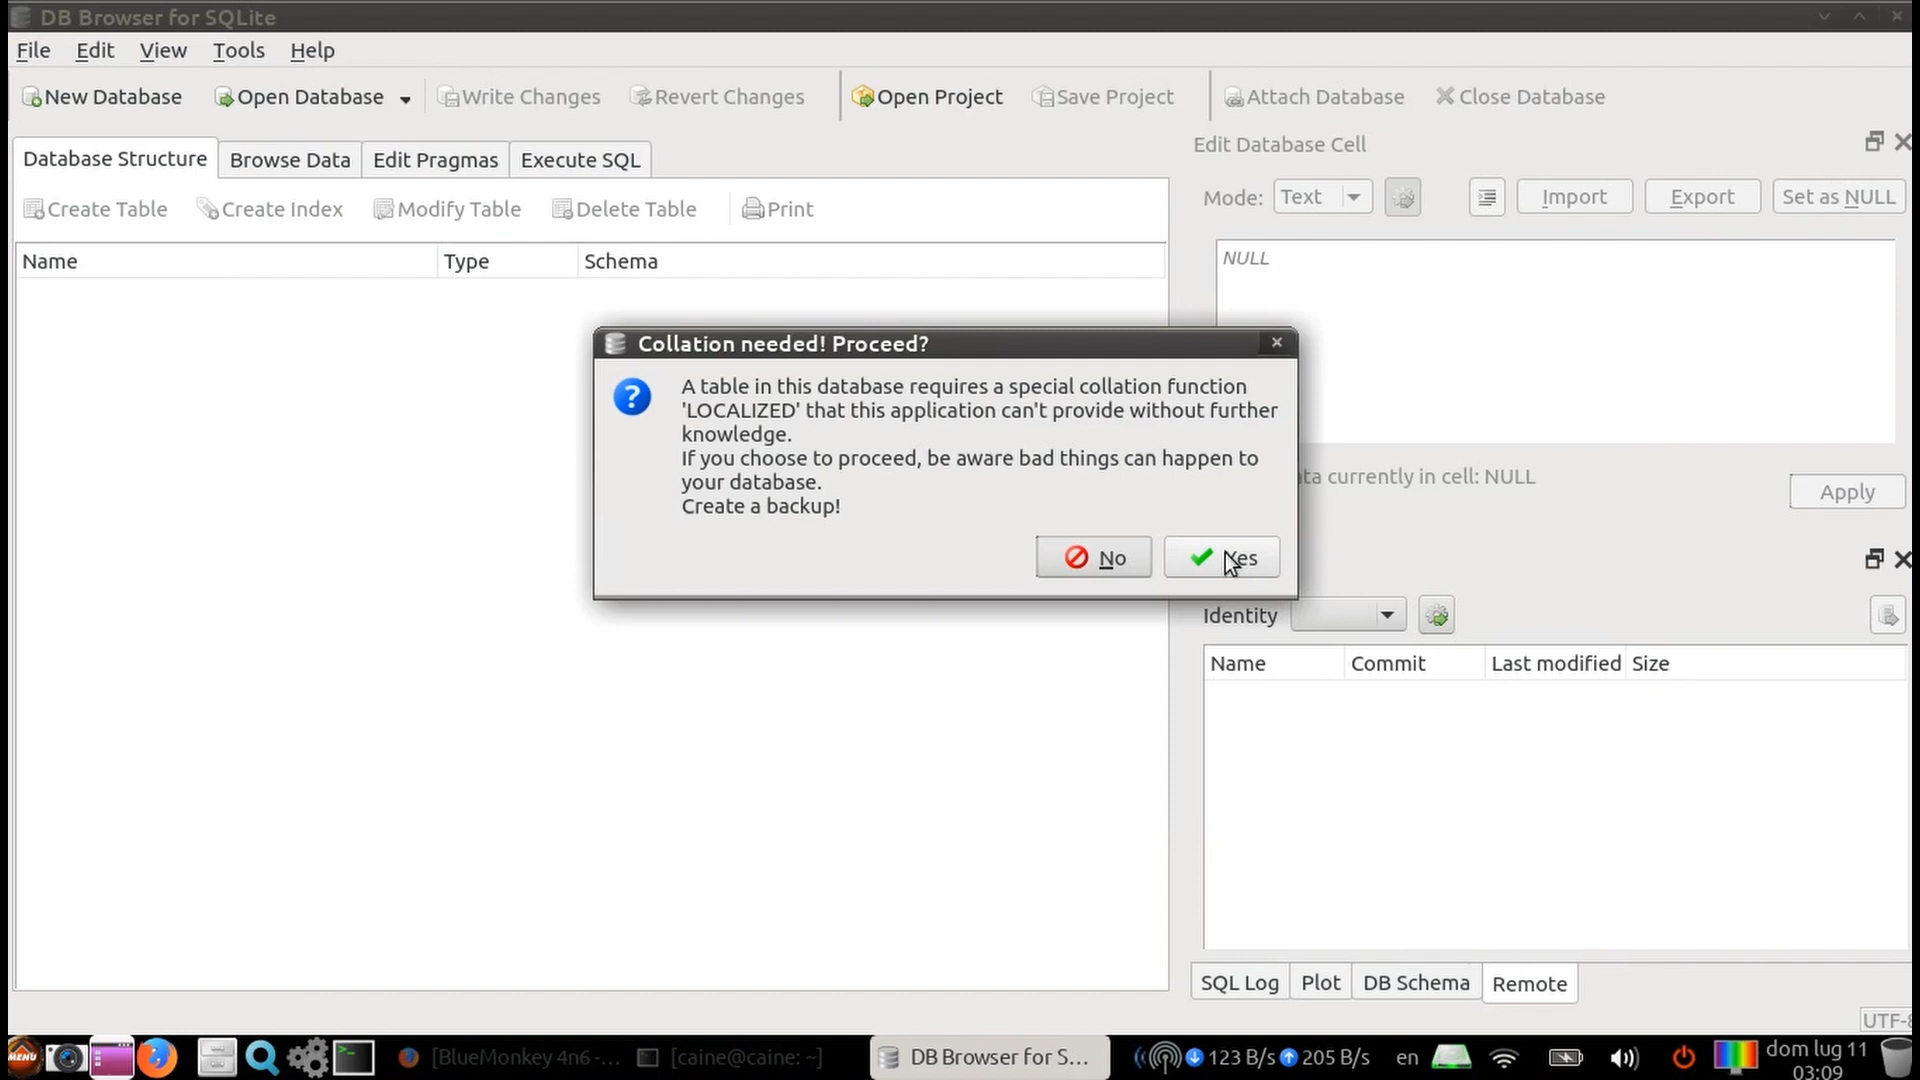 DB Browser for SQLite
File Edit View Tools Help
New Database Open Database Write Changes Revert Changes Open Project Save Project Attach Database Close Database
Database Structure Browse Data Edit Pragmas Execute SQL
Create Table Create Index Modify Table Delete Table Print
Name Type Schema
Edit Database Cell
Mode: Text Import Export Set as NULL
NULL
Collation needed! Proceed?
A table in this database requires a special collation function
'LOCALIZED' that this application can't provide without further
knowledge.
If you choose to proceed, be aware bad things can happen to
your database.
Create a backup!
No Yes
ta currently in cell: NULL
Apply
Identity
Name Commit Last modified Size
SQL Log Plot DB Schema Remote
UTF-8
MENU [BlueMonkey 4n6 -... [caine@caine: ~] DB Browser for S... 123 B/s 205 B/s en dom lug 11
03:09